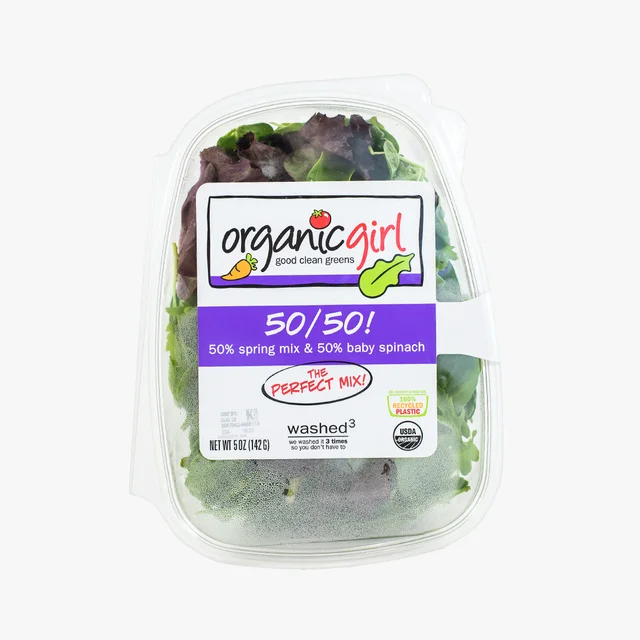 organicgirl
good clean greens
50/50!
50% spring mix & 50% baby spinach
THE
PERFECT MIX!
100%
RECYCLED
PLASTIC
washed³
we washed it 3 times
so you don't have to
USDA
ORGANIC
NET WT 5 OZ (142 G)